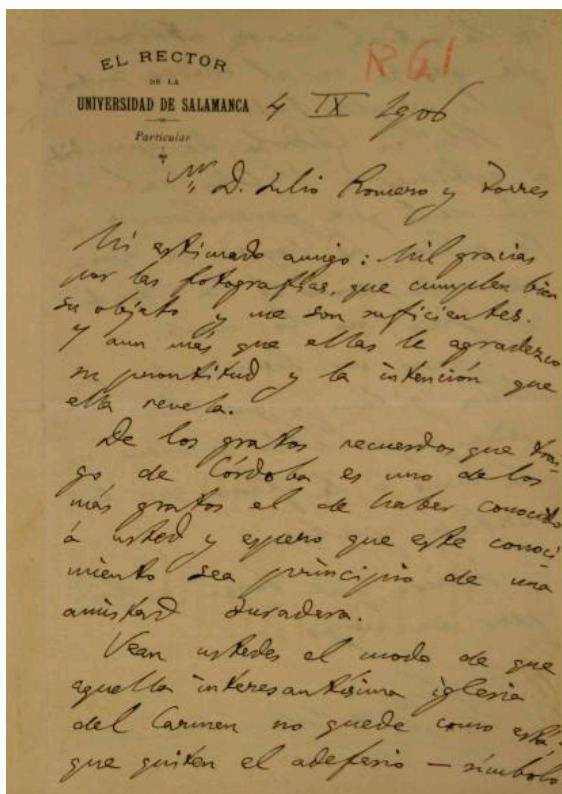 EL RECTOR
DE LA
UNIVERSIDAD DE SALAMANCA
Particular
R61
4 IX 1906
D. Julio Romero y Torres
Mi estimado amigo: Mil gracias
por las fotografías, que cumplen bien
su objeto y me son suficientes.
Y aun más que ellas le agradezco
su prontitud y la intención que
ella revela.
De los gratos recuerdos que trai-
go de Córdoba es uno de los
más gratos el de haber conocido
á usted y espero que este conoci
miento sea principio de una
amistad duradera.
Vean ustedes el modo de que
aquella interesantísima iglesia
del Carmen no quede como está;
que quiten el adefesio — símbolo